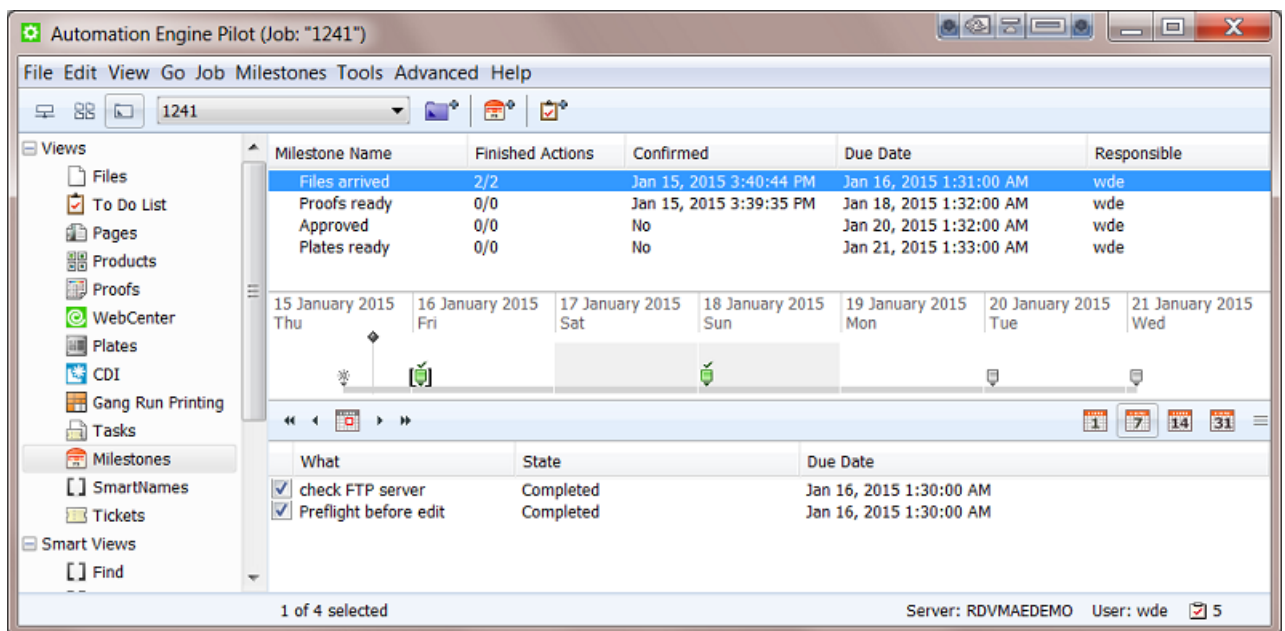 Automation Engine Pilot (Job: "1241")
File Edit View Go Job Milestones Tools Advanced Help
1241
Views
Files
To Do List
Pages
Products
Proofs
WebCenter
Plates
CDI
Gang Run Printing
Tasks
Milestones
[ ] SmartNames
Tickets
Smart Views
[ ] Find
Milestone Name Finished Actions Confirmed Due Date Responsible
Files arrived 2/2 Jan 15, 2015 3:40:44 PM Jan 16, 2015 1:31:00 AM wde
Proofs ready 0/0 Jan 15, 2015 3:39:35 PM Jan 18, 2015 1:32:00 AM wde
Approved 0/0 No Jan 20, 2015 1:32:00 AM wde
Plates ready 0/0 No Jan 21, 2015 1:33:00 AM wde
15 January 2015 16 January 2015 17 January 2015 18 January 2015 19 January 2015 20 January 2015 21 January 2015
Thu Fri Sat Sun Mon Tue Wed
1 7 14 31
What State Due Date
check FTP server Completed Jan 16, 2015 1:30:00 AM
Preflight before edit Completed Jan 16, 2015 1:30:00 AM
1 of 4 selected Server: RDVMAEDEMO User: wde 5